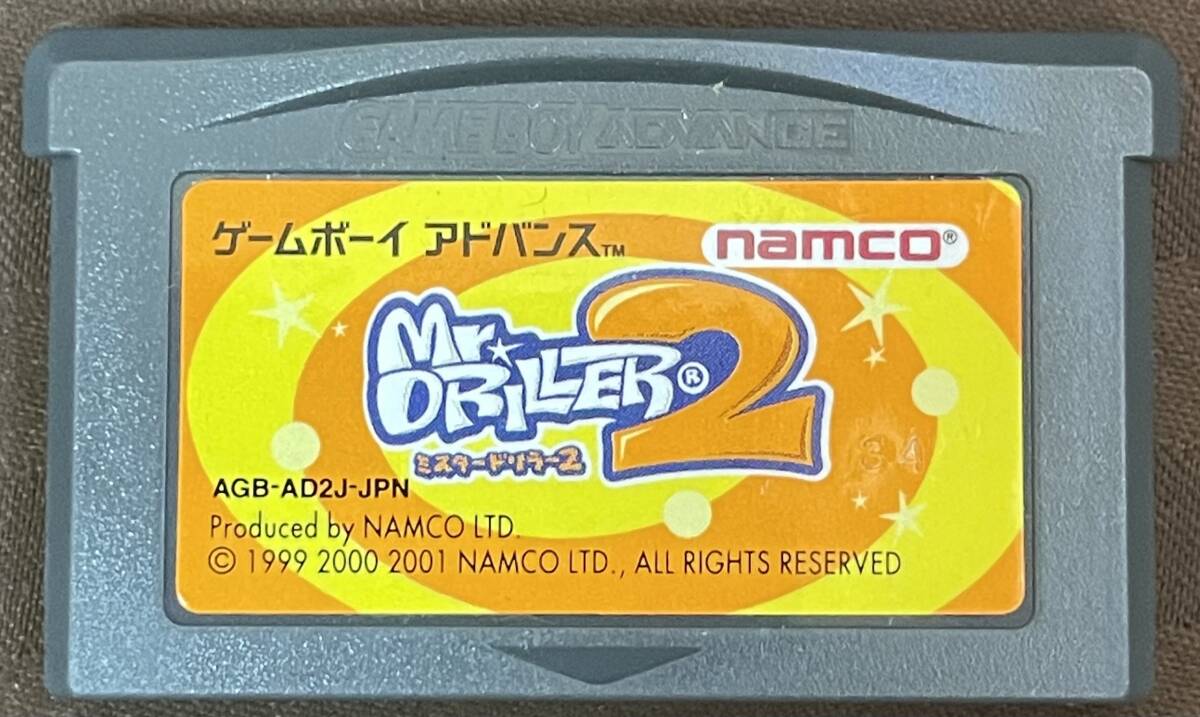 GAME BOY ADVANCE
ゲームボーイ アドバンス™
namco®
Mr.
DRiLLER® 2
ミスタードリラー2
34
AGB-AD2J-JPN
Produced by NAMCO LTD.
© 1999 2000 2001 NAMCO LTD., ALL RIGHTS RESERVED